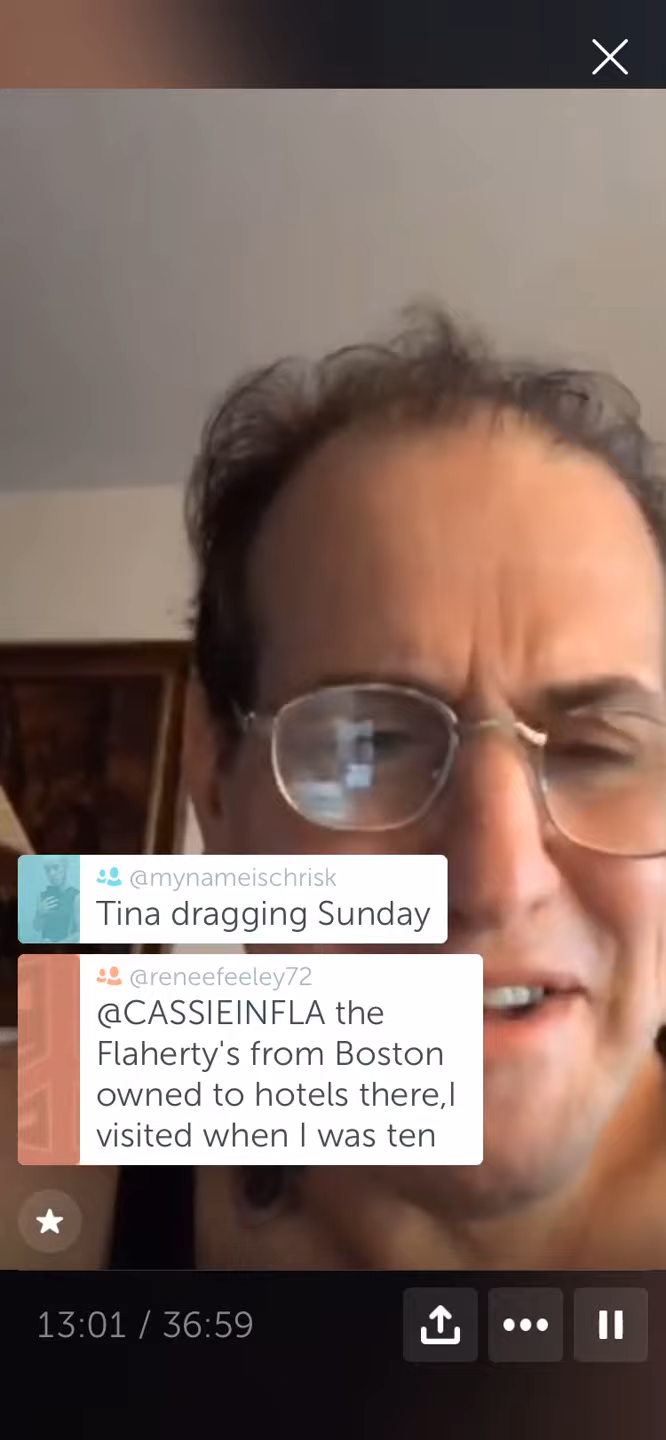 @mynameischrisk
Tina dragging Sunday
@reneefeeley72
@CASSIEINFLA the
Flaherty's from Boston
owned to hotels there,I
visited when I was ten
13:01 / 36:59